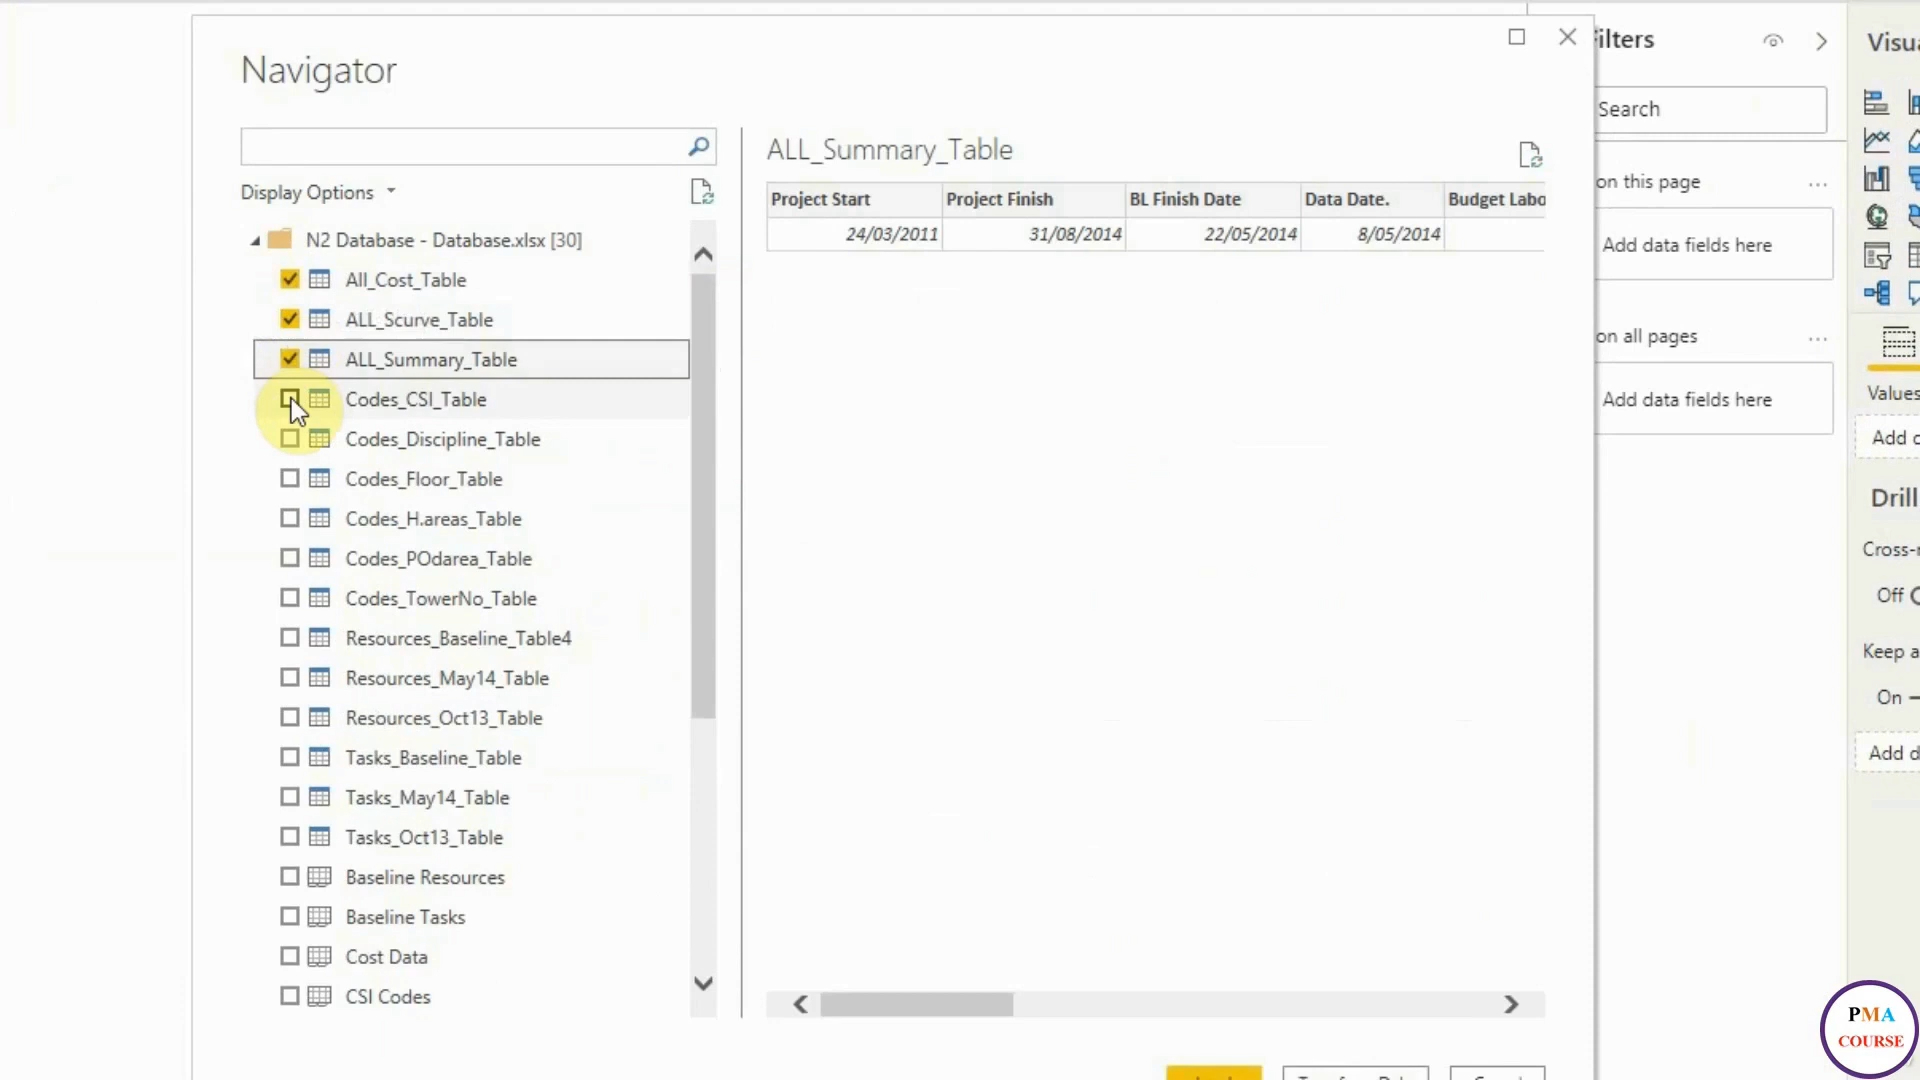 Navigator
Display Options
N2 Database - Database.xlsx [30]
All_Cost_Table
ALL_Scurve_Table
ALL_Summary_Table
Codes_CSI_Table
Codes_Discipline_Table
Codes_Floor_Table
Codes_H.areas_Table
Codes_POdarea_Table
Codes_TowerNo_Table
Resources_Baseline_Table4
Resources_May14_Table
Resources_Oct13_Table
Tasks_Baseline_Table
Tasks_May14_Table
Tasks_Oct13_Table
Baseline Resources
Baseline Tasks
Cost Data
CSI Codes
ALL_Summary_Table
Project Start Project Finish BL Finish Date Data Date. Budget Labo
24/03/2011 31/08/2014 22/05/2014 8/05/2014
ilters
Search
on this page
Add data fields here
on all pages
Add data fields here
Visu
Values
Add
Drill
Cross-
Off
Keep a
On
Add d
PMA
COURSE